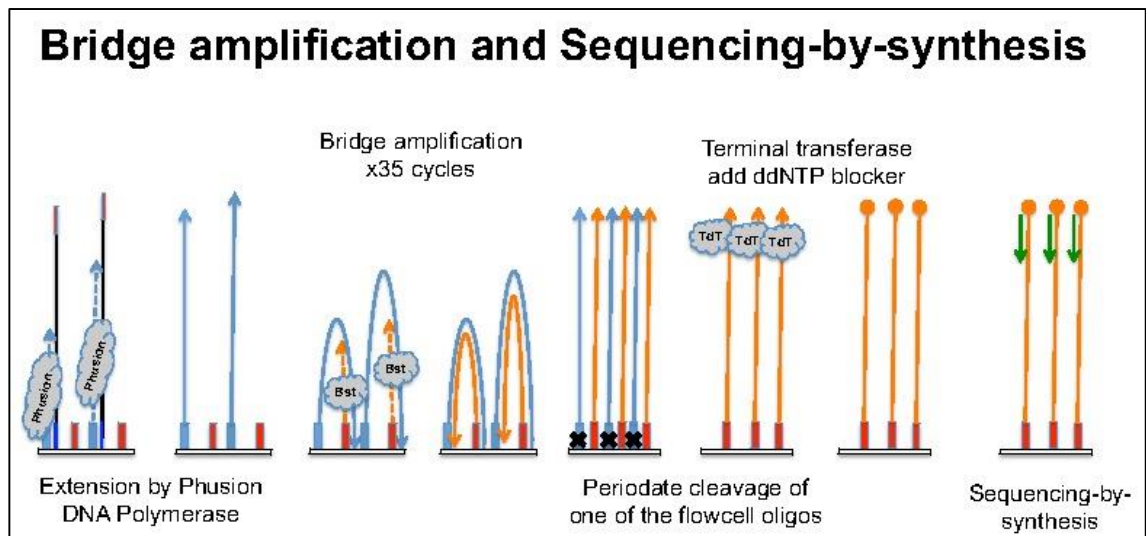 Bridge amplification and Sequencing-by-synthesis
Bridge amplification
x35 cycles
Terminal transferase
add ddNTP blocker
Phusion
Phusion
Bst
Bst
TdT
TdT
TdT
Extension by Phusion
DNA Polymerase
Periodate cleavage of
one of the flowcell oligos
Sequencing-by-
synthesis